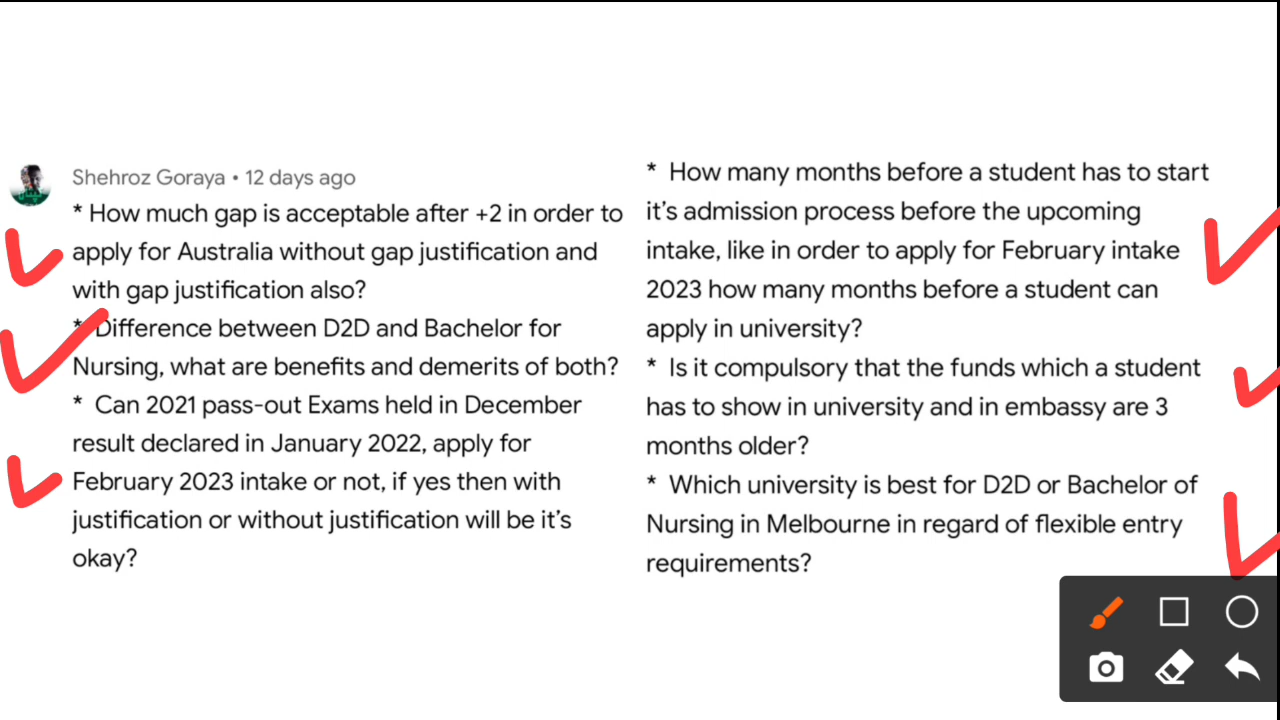 Shehroz Goraya • 12 days ago
* How much gap is acceptable after +2 in order to
apply for Australia without gap justification and
with gap justification also?
* Difference between D2D and Bachelor for
Nursing, what are benefits and demerits of both?
* Can 2021 pass-out Exams held in December
result declared in January 2022, apply for
February 2023 intake or not, if yes then with
justification or without justification will be it’s
okay?
* How many months before a student has to start
it’s admission process before the upcoming
intake, like in order to apply for February intake
2023 how many months before a student can
apply in university?
* Is it compulsory that the funds which a student
has to show in university and in embassy are 3
months older?
* Which university is best for D2D or Bachelor of
Nursing in Melbourne in regard of flexible entry
requirements?